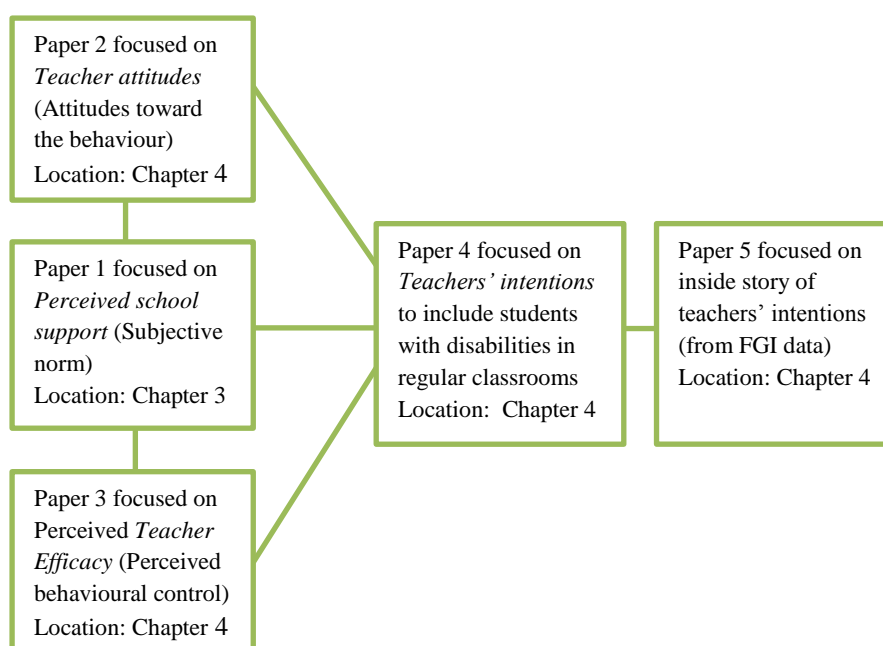 Paper 2 focused on
Teacher attitudes
(Attitudes toward
the behaviour)
Location: Chapter 4
Paper 1 focused on
Perceived school
support (Subjective
norm)
Location: Chapter 3
Paper 3 focused on
Perceived Teacher
Efficacy (Perceived
behavioural control)
Location: Chapter 4
Paper 4 focused on
Teachers’ intentions
to include students
with disabilities in
regular classrooms
Location: Chapter 4
Paper 5 focused on
inside story of
teachers’ intentions
(from FGI data)
Location: Chapter 4